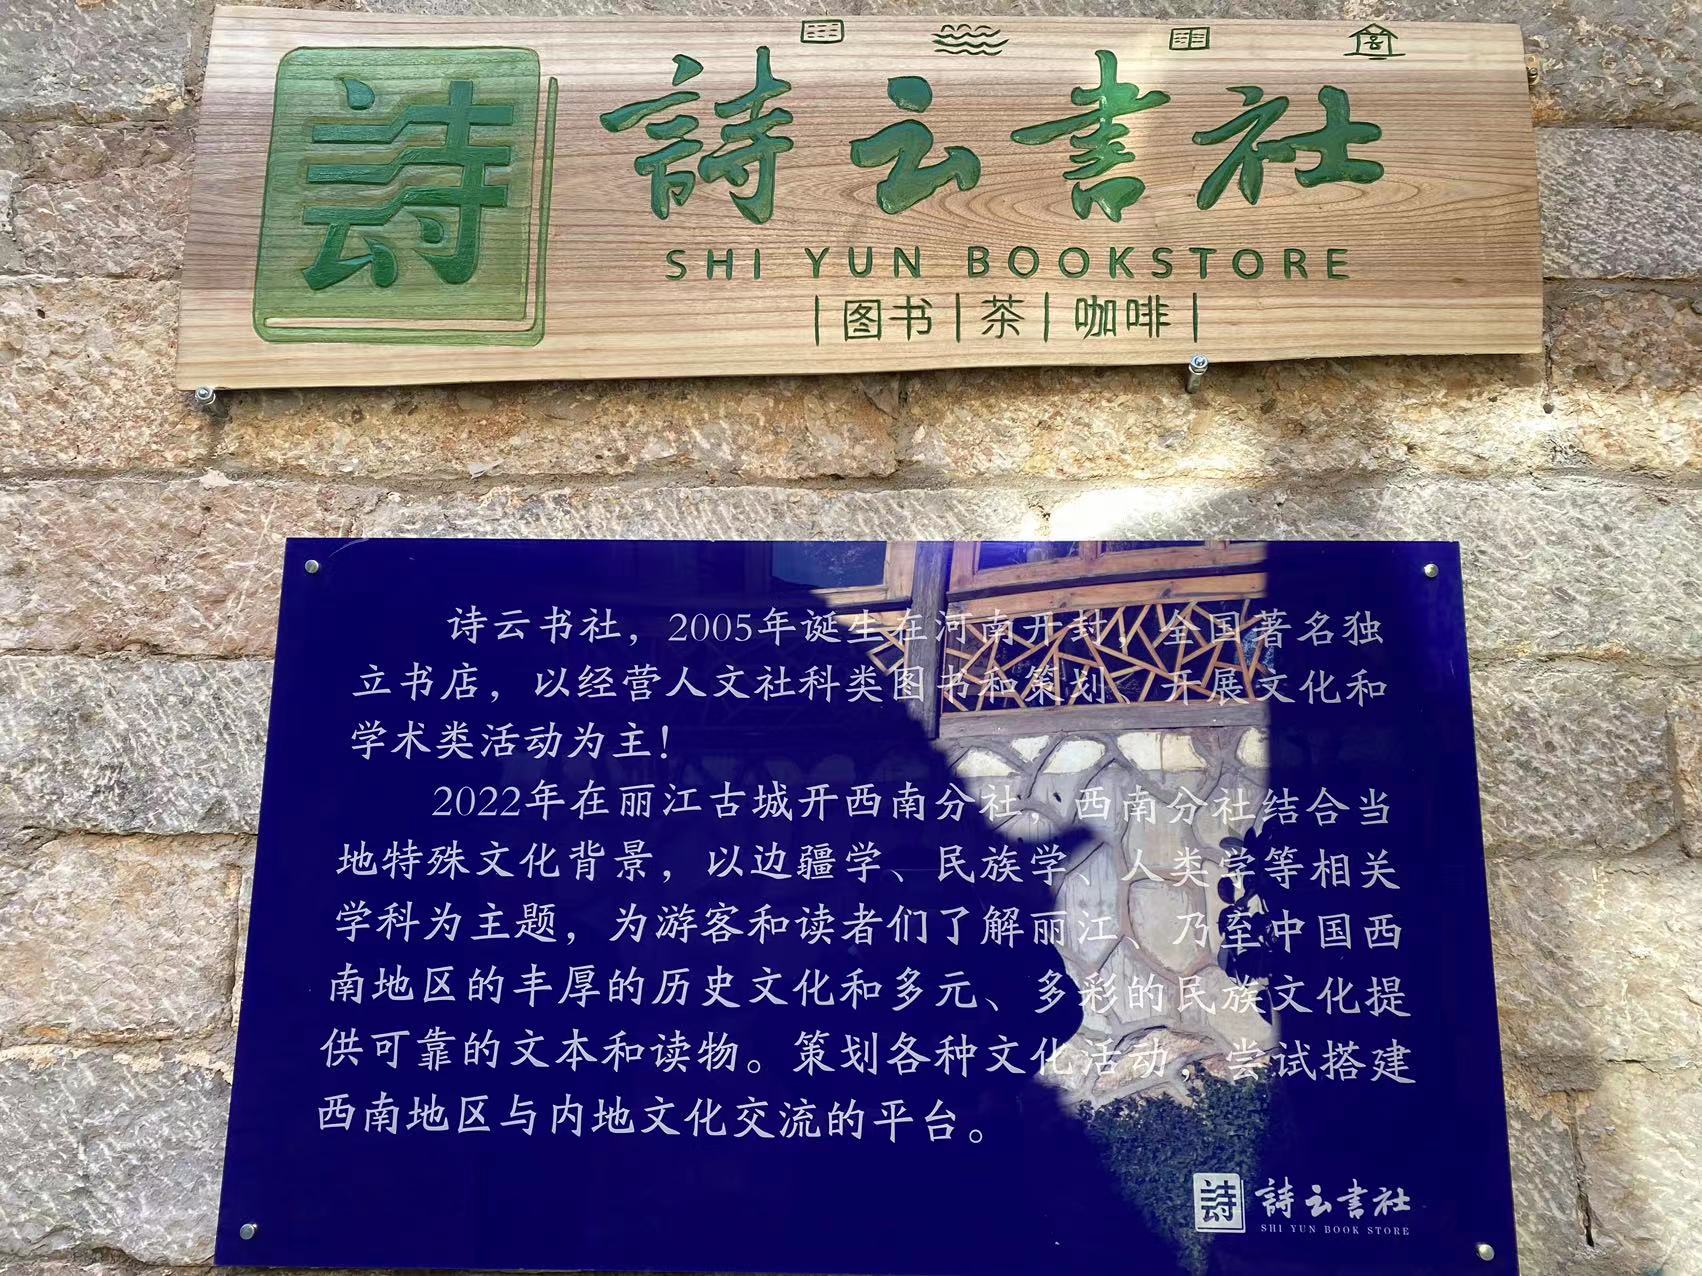 詩
詩云書社
SHI YUN BOOKSTORE
|图书|茶|咖啡|
诗云书社，2005年诞生在河南开封，全国著名独
立书店，以经营人文社科类图书和策划、开展文化和
学术类活动为主！
2022年在丽江古城开西南分社，西南分社结合当
地特殊文化背景，以边疆学、民族学、人类学等相关
学科为主题，为游客和读者们了解丽江、乃至中国西
南地区的丰厚的历史文化和多元、多彩的民族文化提
供可靠的文本和读物。策划各种文化活动，尝试搭建
西南地区与内地文化交流的平台。
詩
詩云書社
SHI YUN BOOK STORE